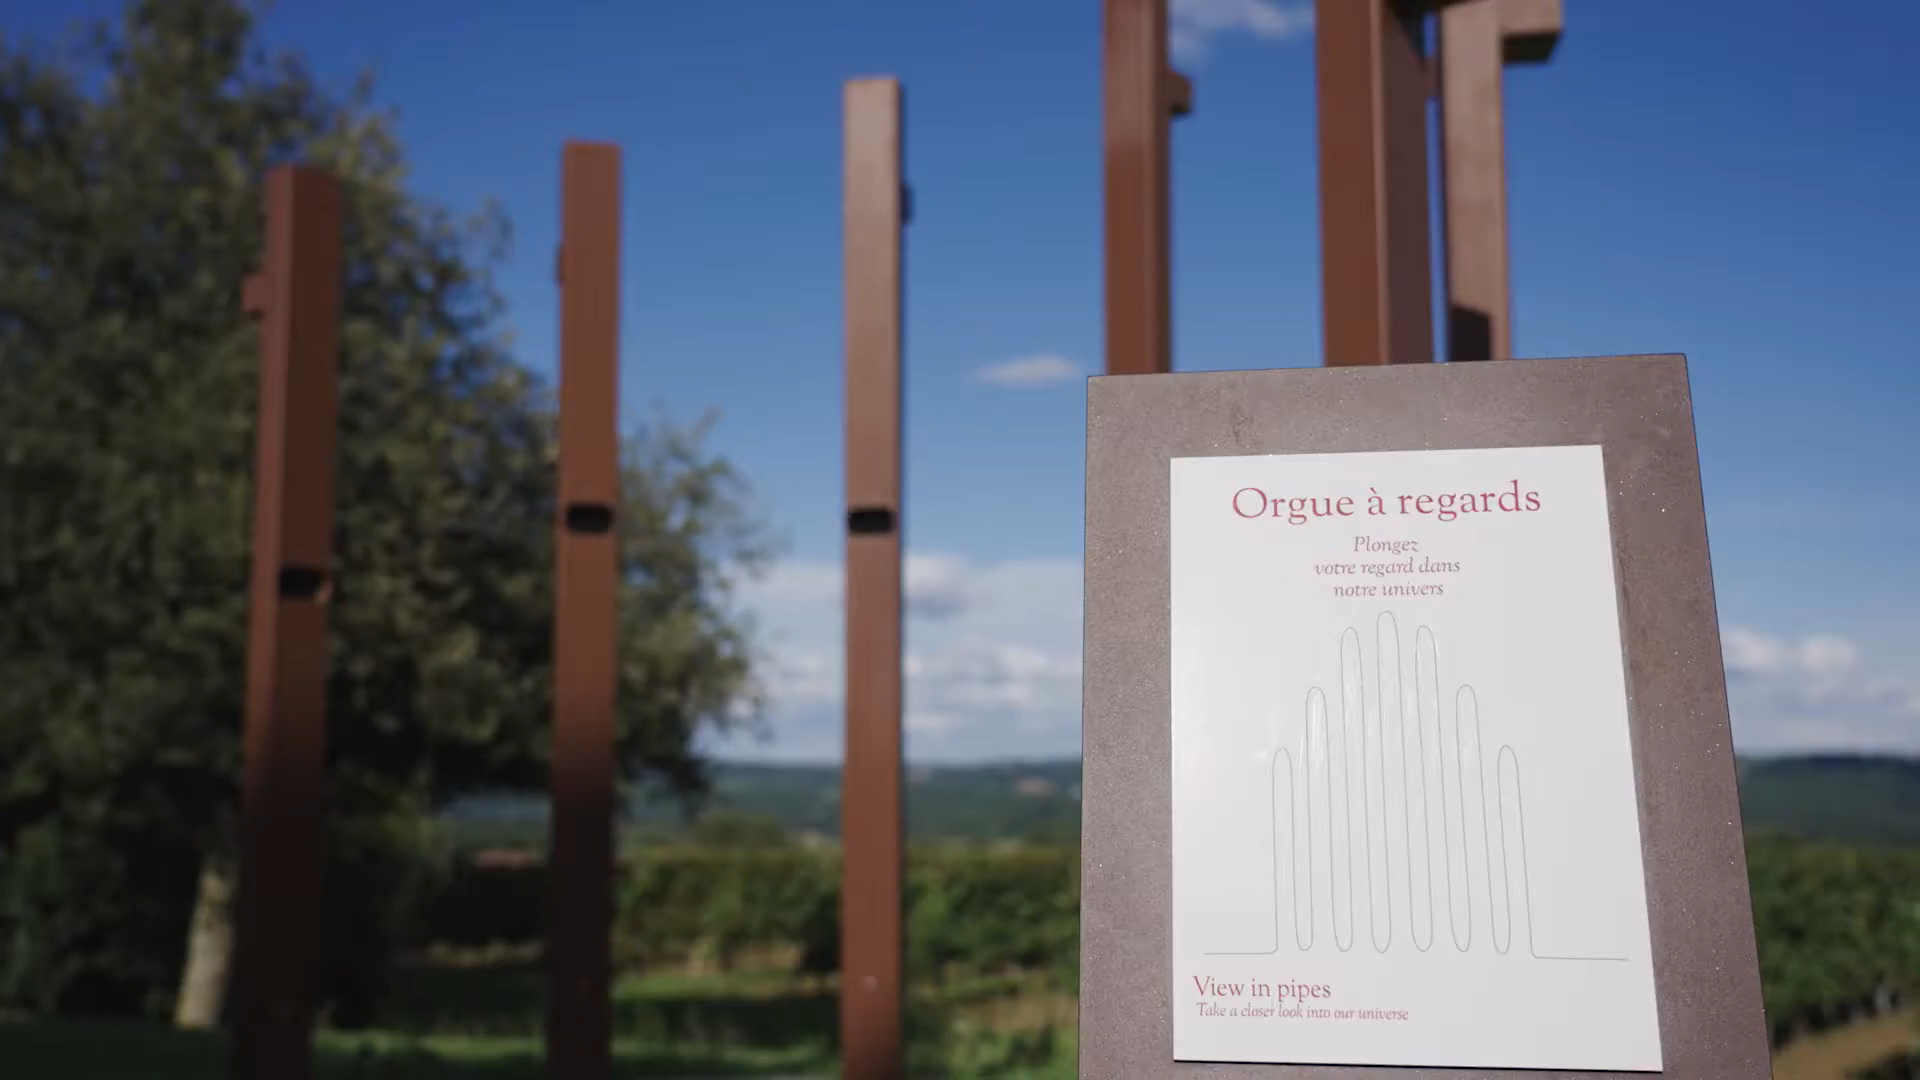 Orgue à regards
Plongez
votre regard dans
notre univers
View in pipes
Take a closer look into our universe